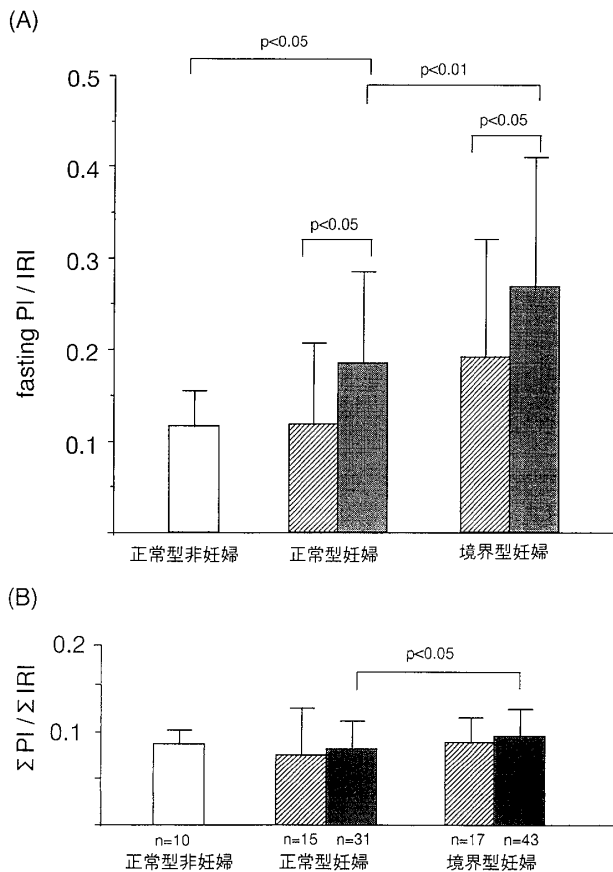 (A)
p<0.05
p<0.01
p<0.05
p<0.05
fasting PI / IRI
0.5
0.4
0.3
0.2
0.1
正常型非妊婦 正常型妊婦 境界型妊婦
(B)
p<0.05
Σ PI / Σ IRI
0.2
0.1
n=10 n=15 n=31 n=17 n=43
正常型非妊婦 正常型妊婦 境界型妊婦